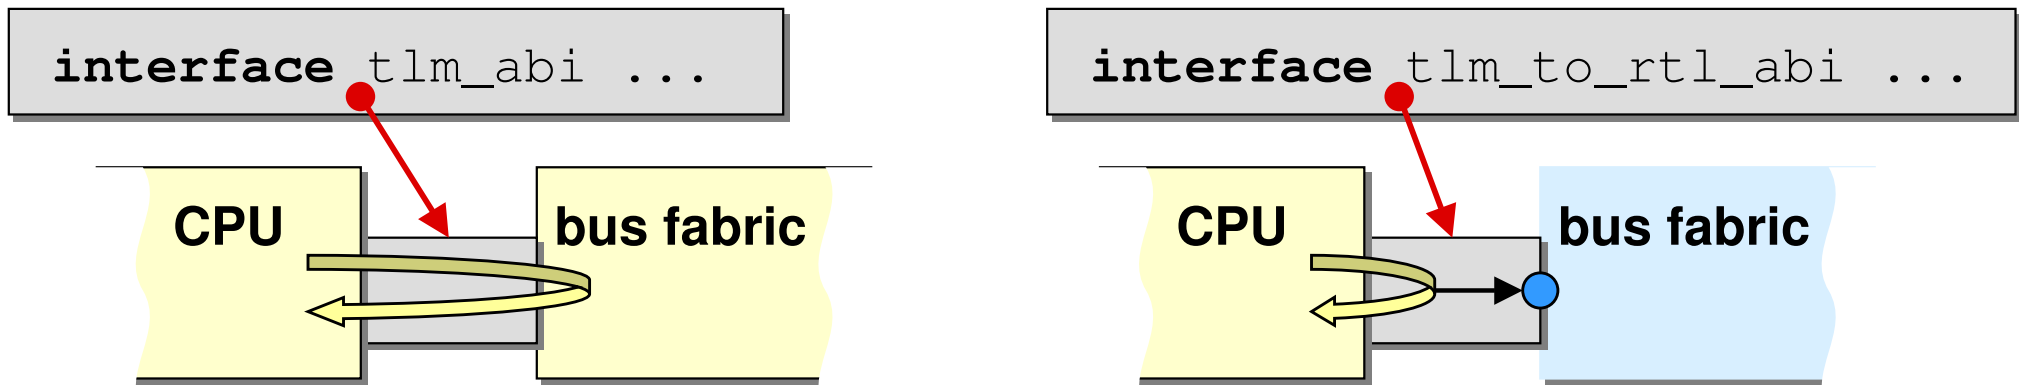 interface tlm_abi ...
interface tlm_to_rtl_abi ...
CPU
bus fabric
CPU
bus fabric